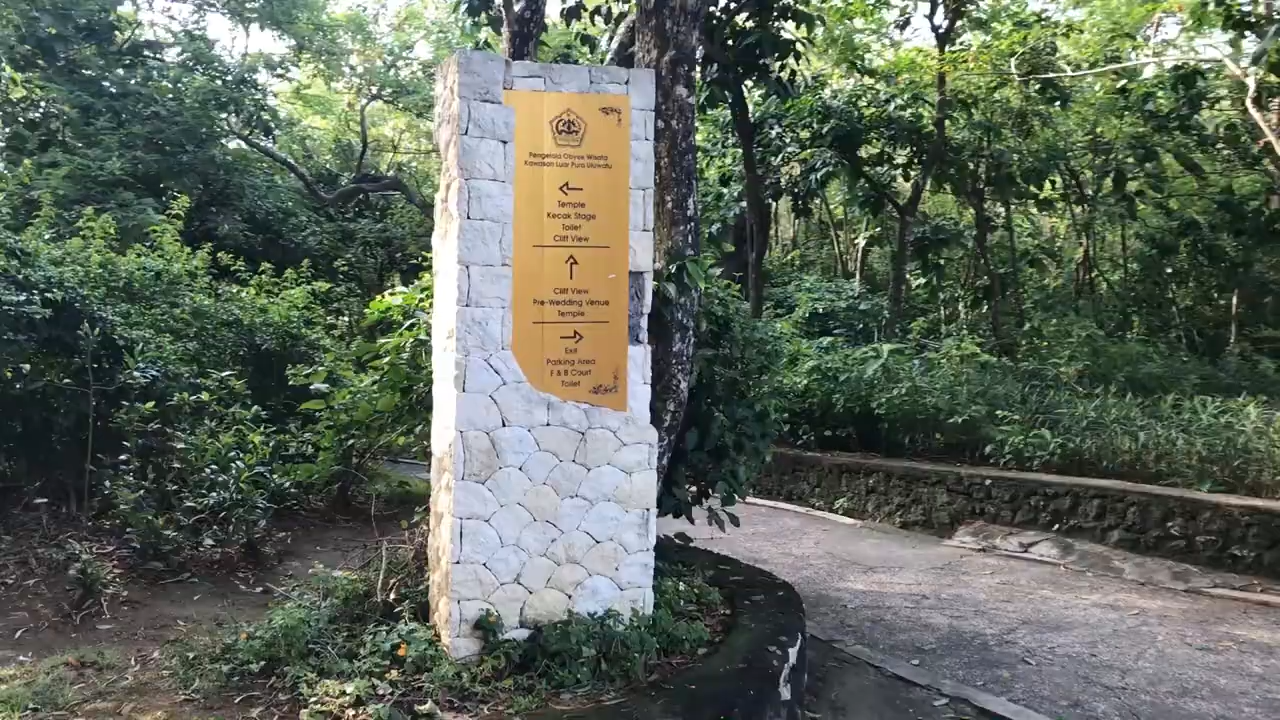 Pengelola Obyek Wisata
Kawasan Luar Pura Uluwatu
Temple
Kecak Stage
Toilet
Cliff View
Cliff View
Pre-Wedding Venue
Temple
Exit
Parking Area
F & B Court
Toilet